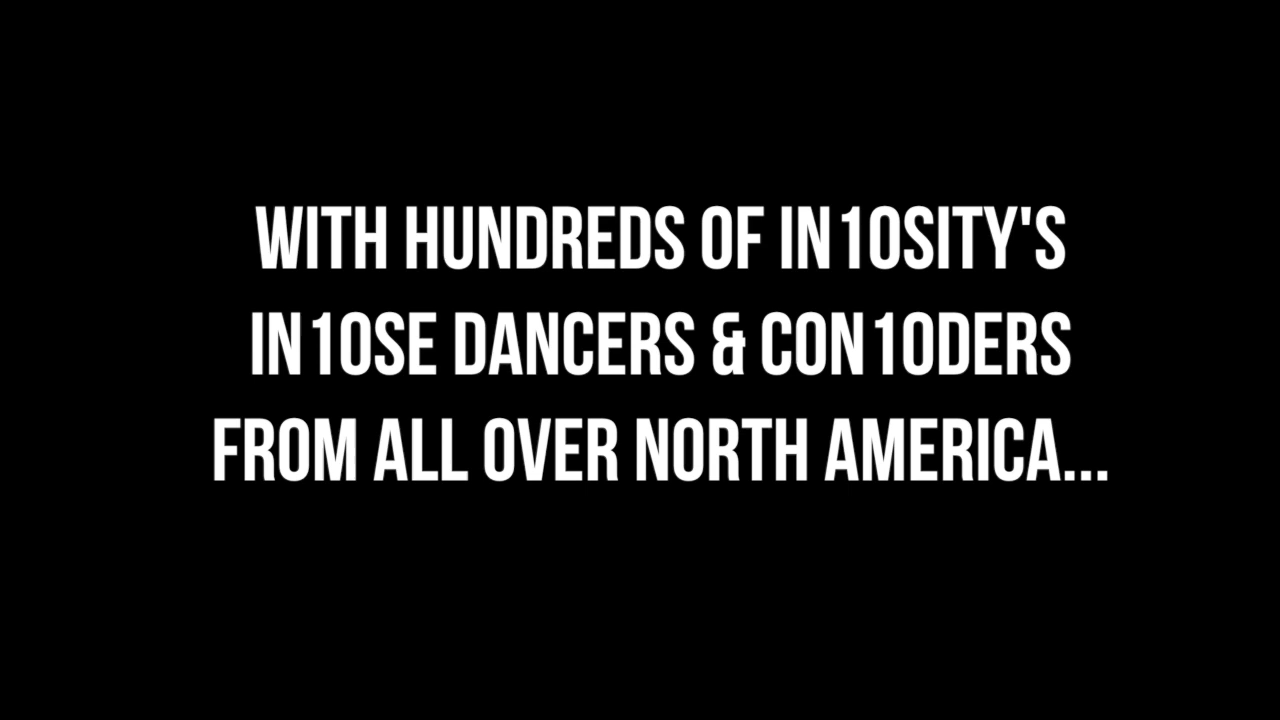 WITH HUNDREDS OF IN10SITY'S
IN10SE DANCERS & CON10DERS
FROM ALL OVER NORTH AMERICA...